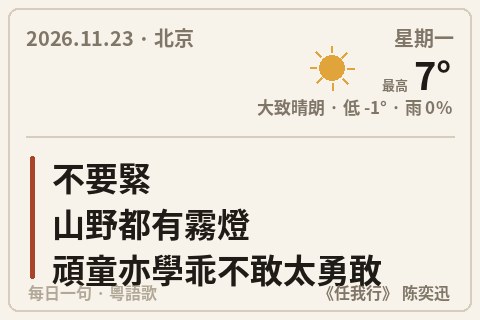 2026.11.23 · 北京
星期一
最高 7°
大致晴朗 · 低 -1° · 雨 0%
不要緊
山野都有霧燈
頑童亦學乖不敢太勇敢
每日一句 · 粵語歌
《任我行》 陈奕迅